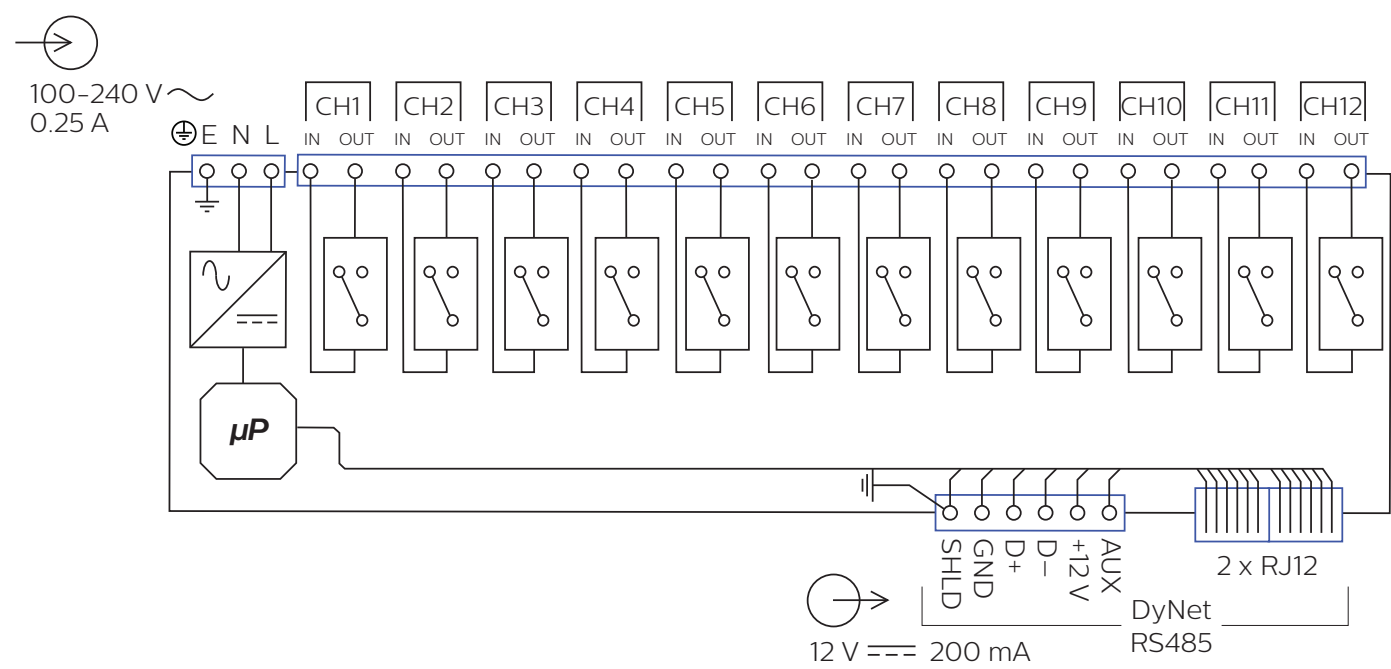 100-240 V
0.25 A
E N L
CH1 CH2 CH3 CH4 CH5 CH6 CH7 CH8 CH9 CH10 CH11 CH12
IN OUT IN OUT IN OUT IN OUT IN OUT IN OUT IN OUT IN OUT IN OUT IN OUT IN OUT IN OUT
µP
SHLD
GND
D+
D–
+12 V
AUX
2 x RJ12
DyNet
RS485
12 V 200 mA